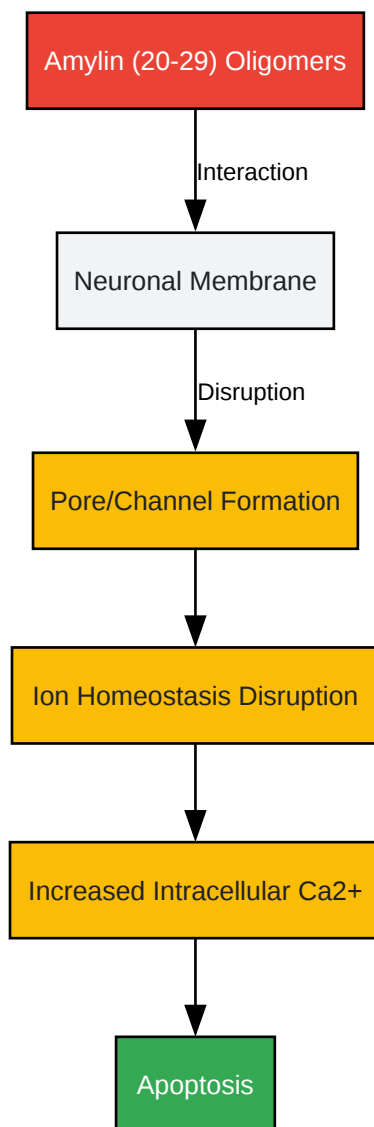 Amylin (20-29) Oligomers
Interaction
Neuronal Membrane
Disruption
Pore/Channel Formation
Ion Homeostasis Disruption
Increased Intracellular Ca2+
Apoptosis